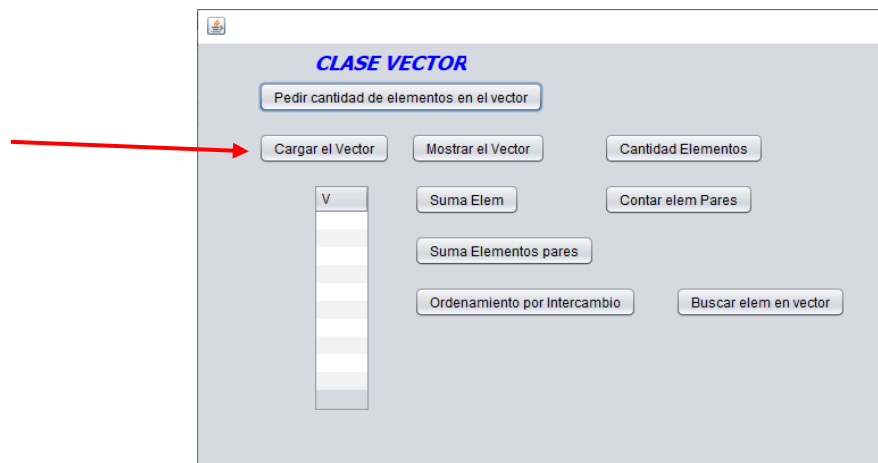 CLASE VECTOR
Pedir cantidad de elementos en el vector
Cargar el Vector
Mostrar el Vector
Cantidad Elementos
V
Suma Elem
Contar elem Pares
Suma Elementos pares
Ordenamiento por Intercambio
Buscar elem en vector